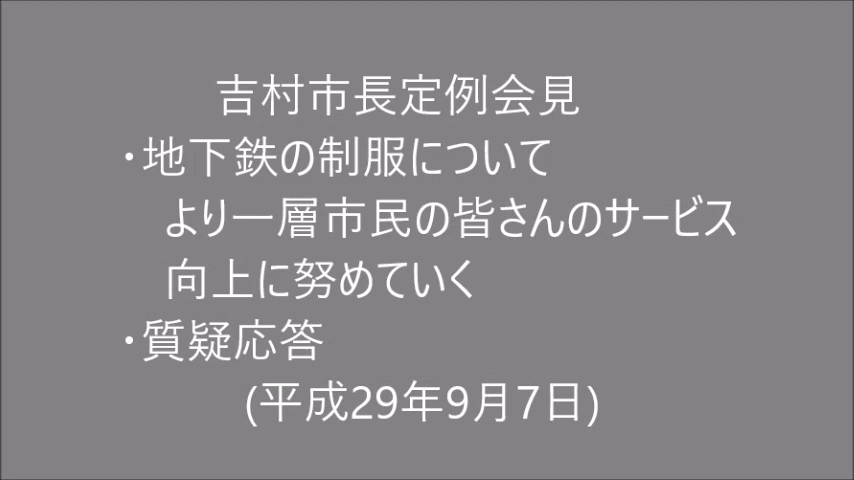 吉村市長定例会見
・地下鉄の制服について
より一層市民の皆さんのサービス
向上に努めていく
・質疑応答
(平成29年9月7日)